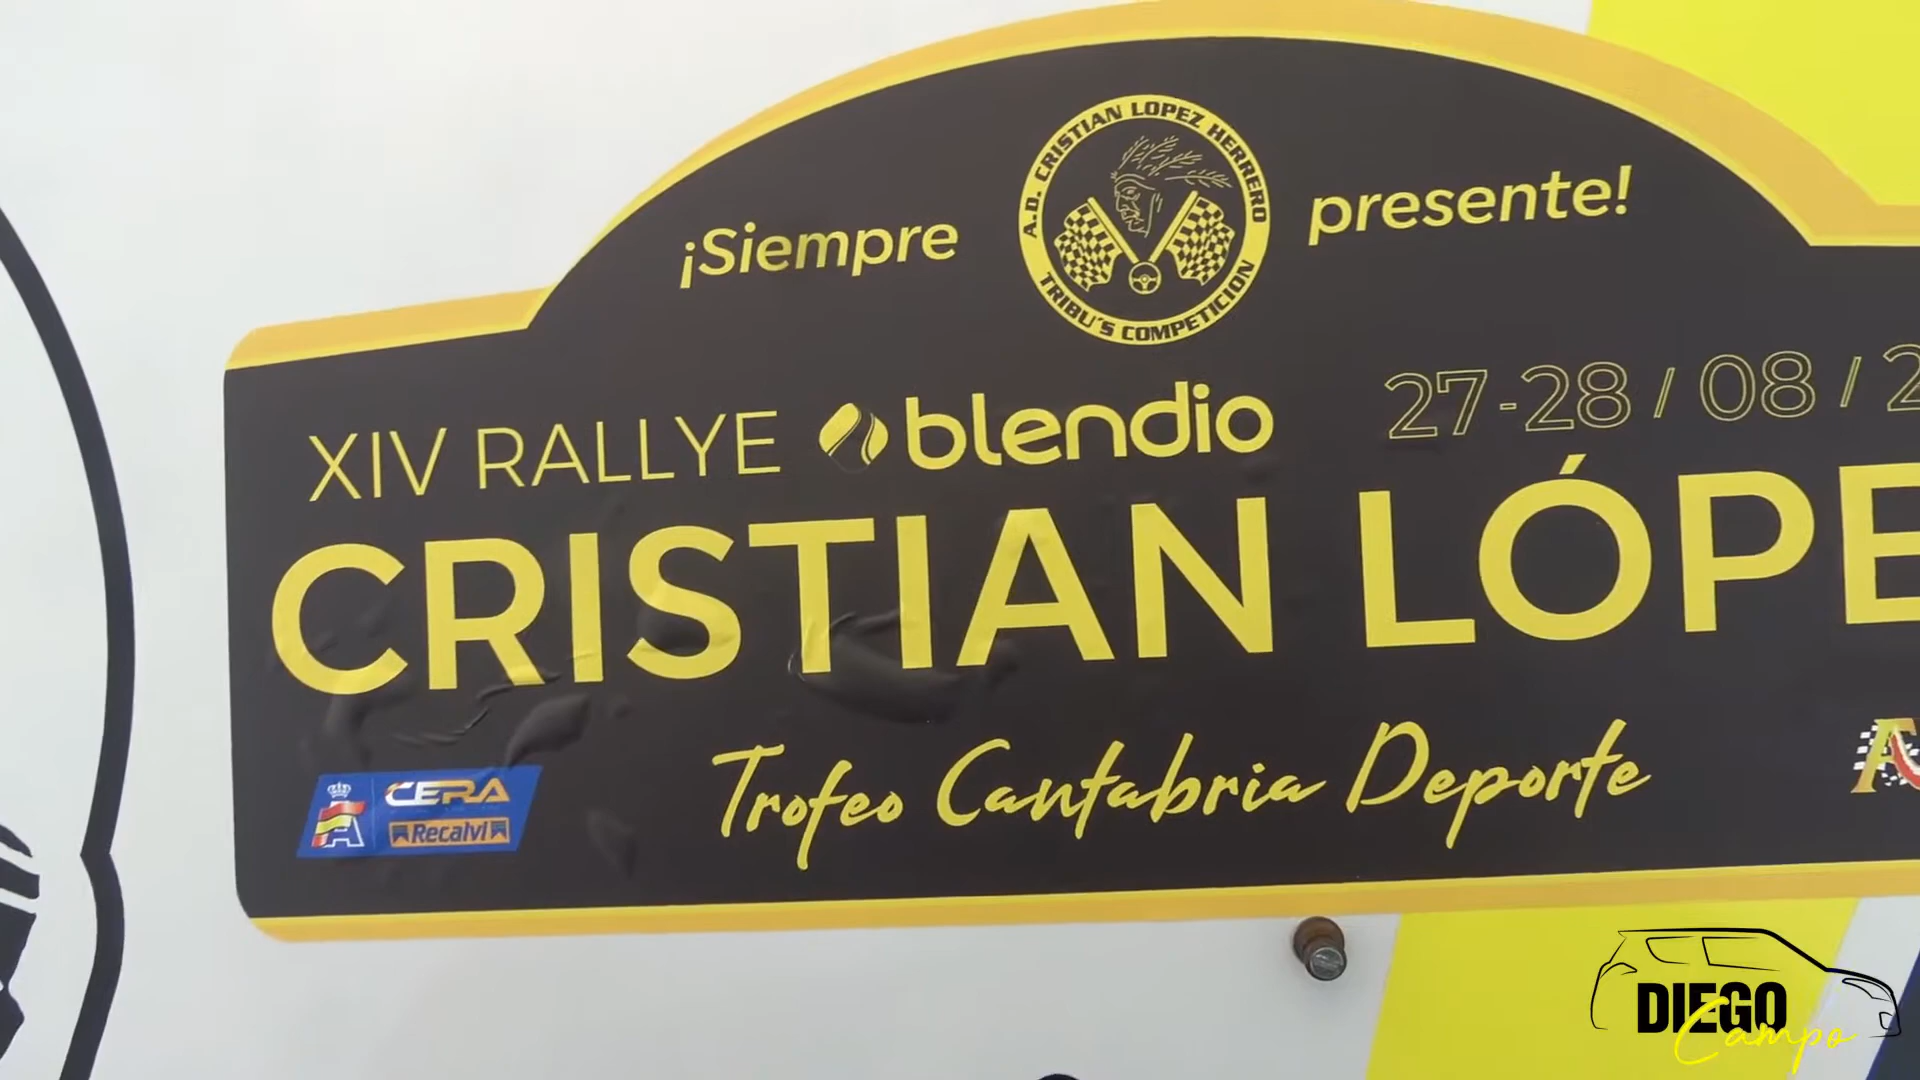 ¡Siempre presente!
A.D. CRISTIAN LOPEZ HERRERO
TRIBU'S COMPETICION
XIV RALLYE blendio 27-28 / 08 / 2
CRISTIAN LÓPE
CERA
Recalvi
Trofeo Cantabria Deporte
DIEGO
Campo